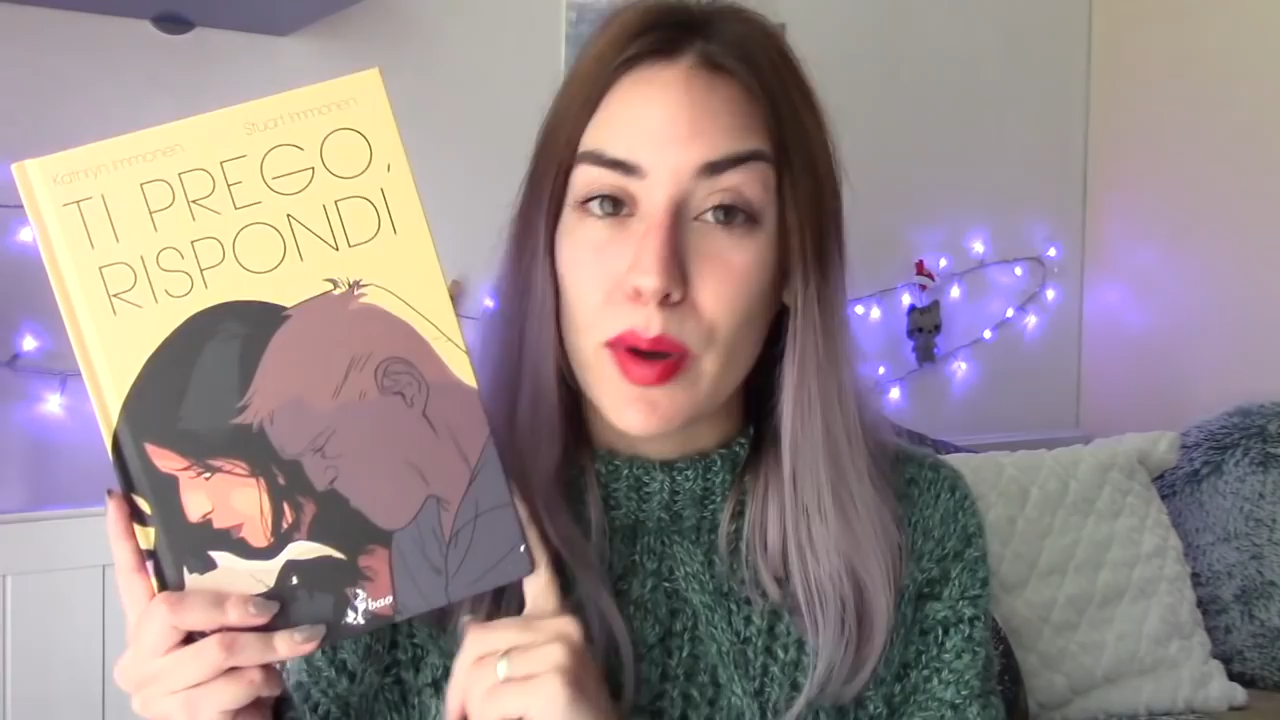 Kathryn Immonen
Stuart Immonen
TI PREGO,
RISPONDI
bao